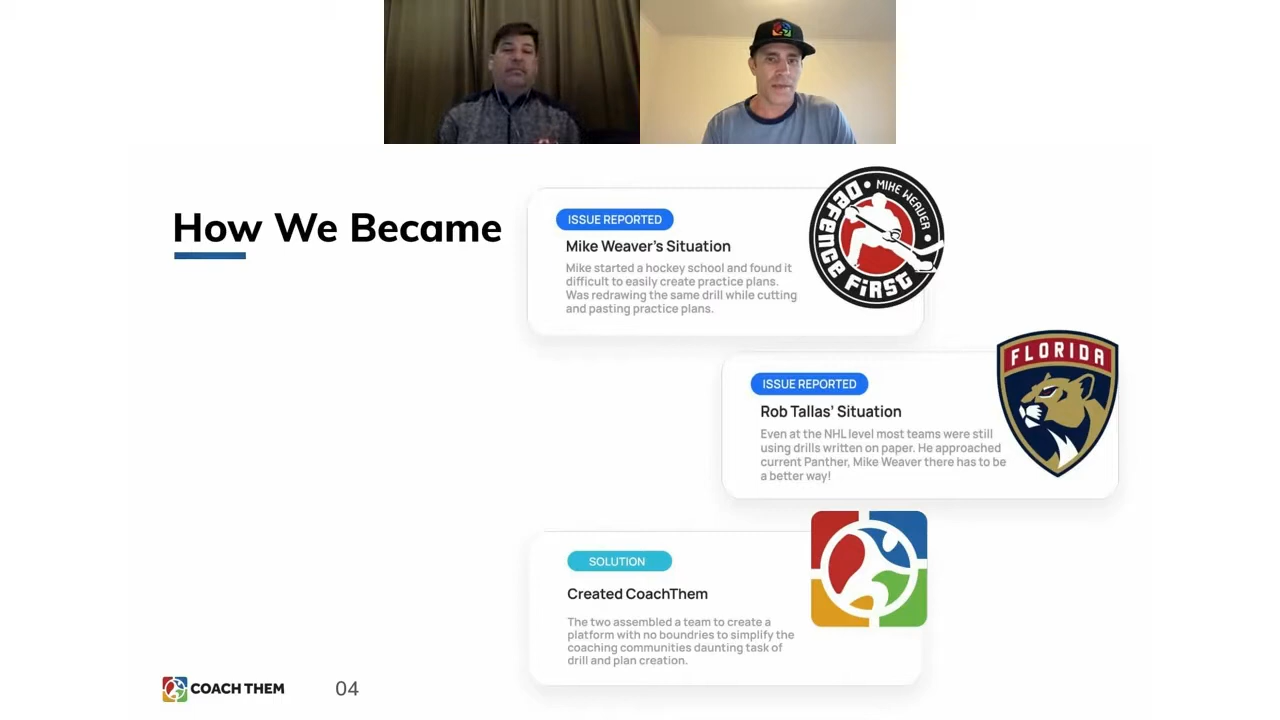 How We Became
ISSUE REPORTED
Mike Weaver's Situation
Mike started a hockey school and found it
difficult to easily create practice plans.
Was redrawing the same drill while cutting
and pasting practice plans.
MIKE WEAVER
DEFENCE FIRST
ISSUE REPORTED
Rob Tallas' Situation
Even at the NHL level most teams were still
using drills written on paper. He approached
current Panther, Mike Weaver there has to be
a better way!
FLORIDA
SOLUTION
Created CoachThem
The two assembled a team to create a
platform with no boundries to simplify the
coaching communities daunting task of
drill and plan creation.
COACH THEM
04